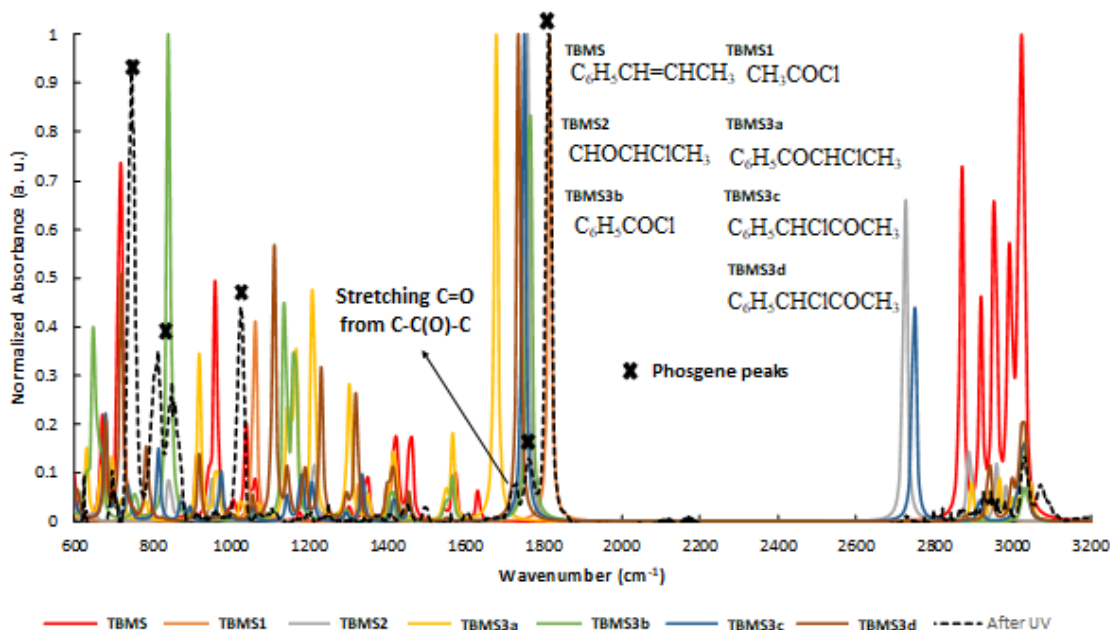 Normalized Absorbance (a. u.)
1
0.9
0.8
0.7
0.6
0.5
0.4
0.3
0.2
0.1
0
600 800 1000 1200 1400 1600 1800 2000 2200 2400 2600 2800 3000 3200
Wavenumber (cm⁻¹)
Stretching C=O
from C-C(O)-C
TBMS TBMS1
C₆H₅CH=CHCH₃ CH₃COCl
TBMS2 TBMS3a
CHOCHClCH₃ C₆H₅COCHClCH₃
TBMS3b TBMS3c
C₆H₅COCl C₆H₅CHClCOCH₃
TBMS3d
C₆H₅CHClCOCH₃
Phosgene peaks
TBMS TBMS1 TBMS2 TBMS3a TBMS3b TBMS3c TBMS3d After UV